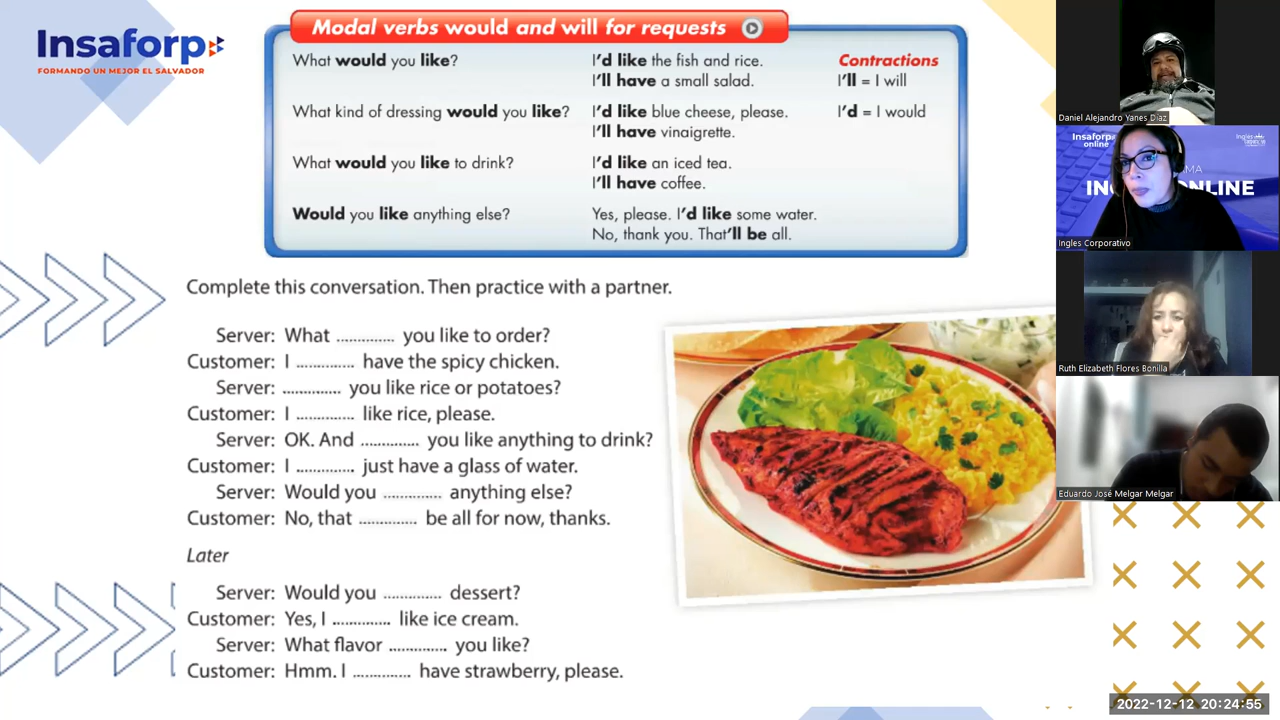 Insaforp
FORMANDO UN MEJOR EL SALVADOR
Modal verbs would and will for requests
What would you like? I'd like the fish and rice. Contractions
I'll have a small salad. I'll = I will
What kind of dressing would you like? I'd like blue cheese, please. I'd = I would
I'll have vinaigrette.
What would you like to drink? I'd like an iced tea.
I'll have coffee.
Would you like anything else? Yes, please. I'd like some water.
No, thank you. That'll be all.
Complete this conversation. Then practice with a partner.
Server: What .............. you like to order?
Customer: I .............. have the spicy chicken.
Server: .............. you like rice or potatoes?
Customer: I .............. like rice, please.
Server: OK. And .............. you like anything to drink?
Customer: I .............. just have a glass of water.
Server: Would you .............. anything else?
Customer: No, that .............. be all for now, thanks.
Later
Server: Would you .............. dessert?
Customer: Yes, I .............. like ice cream.
Server: What flavor .............. you like?
Customer: Hmm. I .............. have strawberry, please.
Daniel Alejandro Yanes Diaz
Insaforp
online
ONLINE
Ingles Corporativo
Ruth Elizabeth Flores Bonilla
Eduardo José Melgar Melgar
2022-12-12 20:24:55